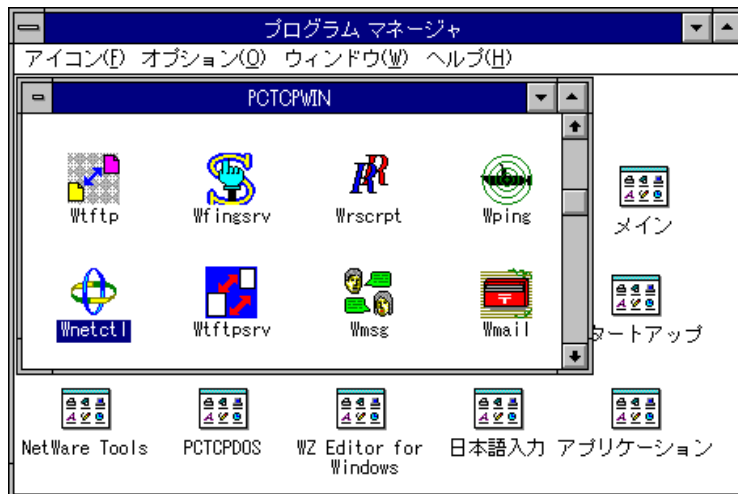 プログラム マネージャ
アイコン(F) オプション(O) ウィンドウ(W) ヘルプ(H)
PCTCPWIN
Wtftp Wfingsrv Wrscrpt Wping
メイン
Wnetctl Wtftpsrv Wmsg Wmail
タートアップ
NetWare Tools PCTCPDOS WZ Editor for Windows 日本語入力 アプリケーション